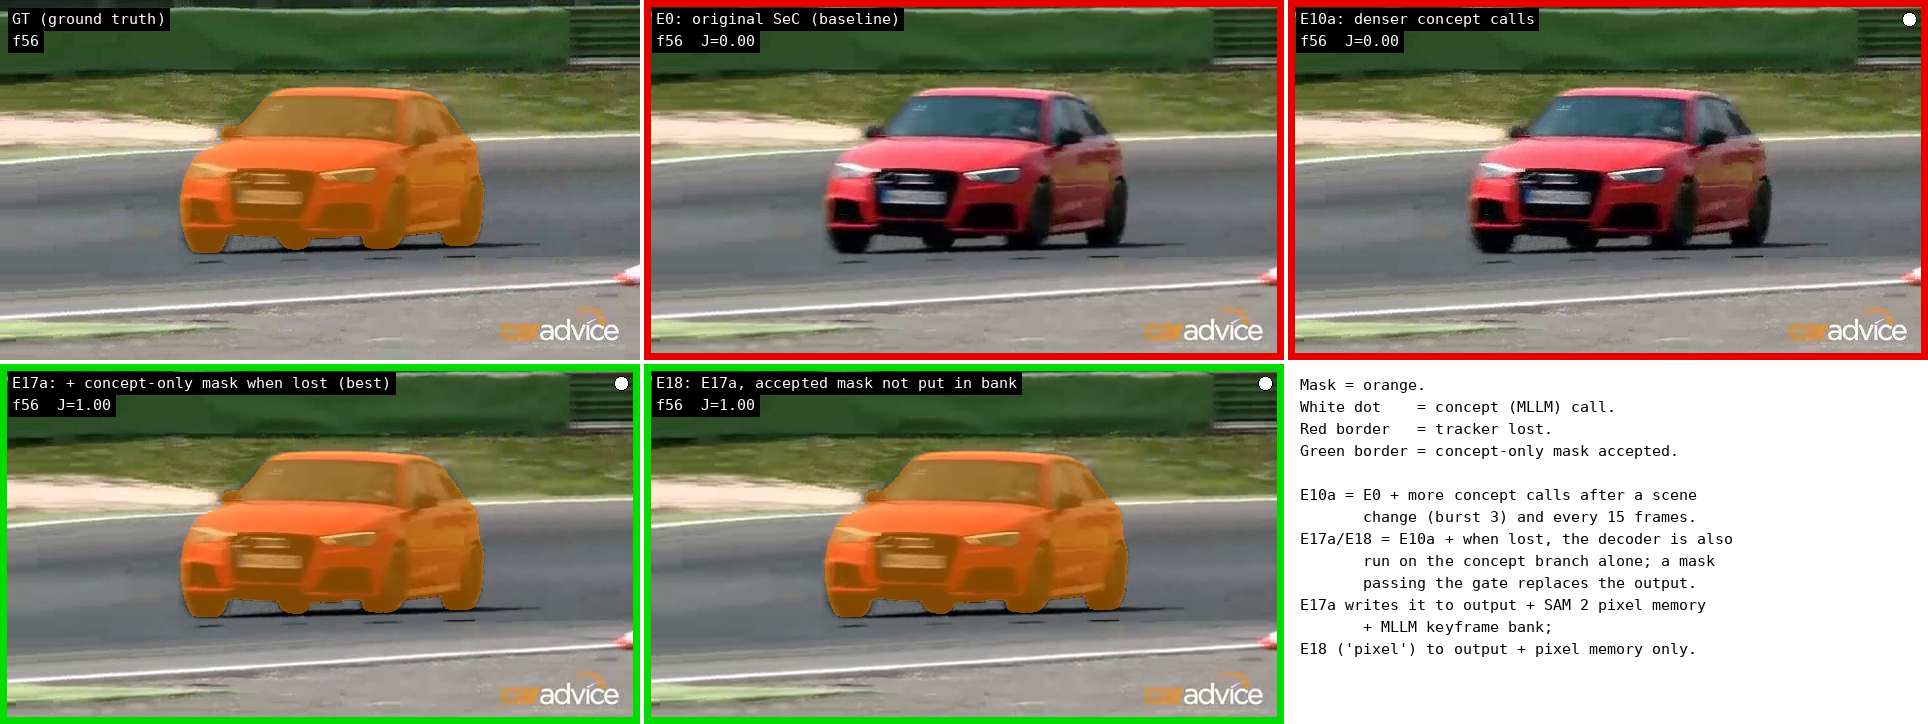 GT (ground truth)
f56
caradvice
E0: original SeC (baseline)
f56  J=0.00
caradvice
E10a: denser concept calls
f56  J=0.00
caradvice
E17a: + concept-only mask when lost (best)
f56  J=1.00
caradvice
E18: E17a, accepted mask not put in bank
f56  J=1.00
caradvice
Mask = orange.
White dot    = concept (MLLM) call.
Red border   = tracker lost.
Green border = concept-only mask accepted.
E10a = E0 + more concept calls after a scene
change (burst 3) and every 15 frames.
E17a/E18 = E10a + when lost, the decoder is also
run on the concept branch alone; a mask
passing the gate replaces the output.
E17a writes it to output + SAM 2 pixel memory
+ MLLM keyframe bank;
E18 ('pixel') to output + pixel memory only.